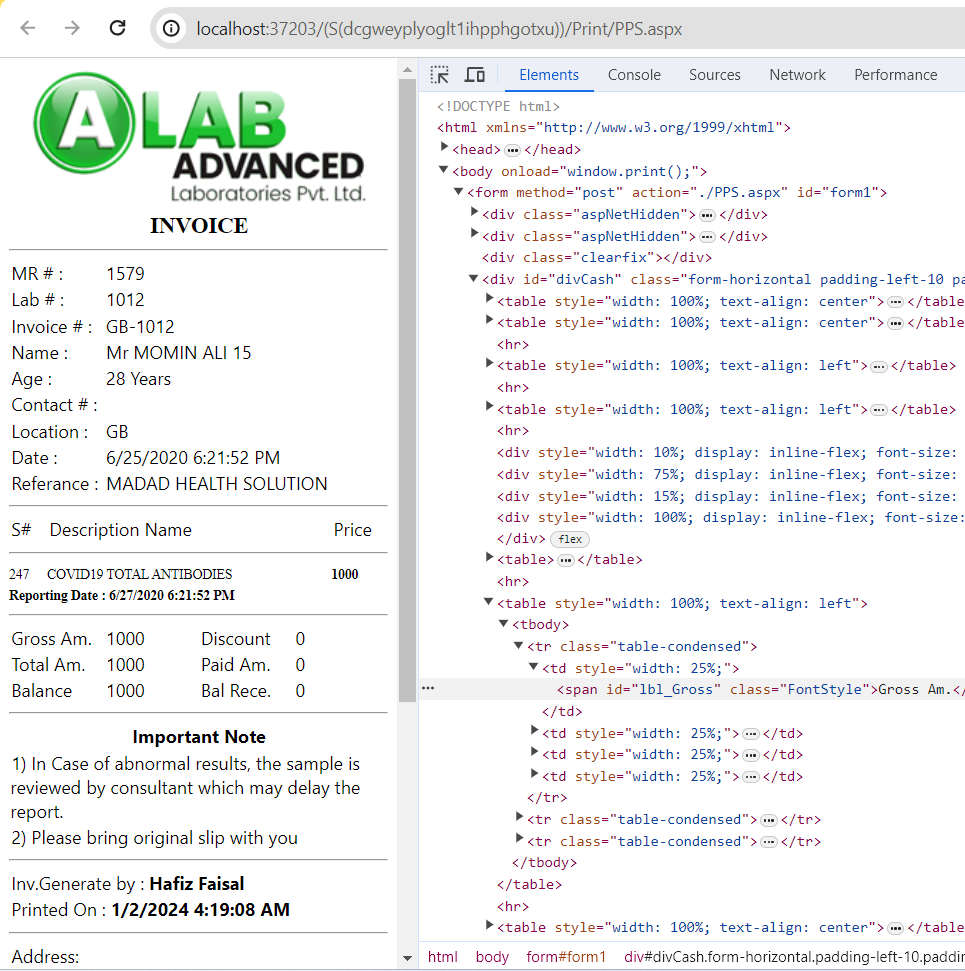 localhost:37203/(S(dcgweyplyoglt1ihpphgotxu))/Print/PPS.aspx
A LAB
ADVANCED
Laboratories Pvt. Ltd.
INVOICE
MR # : 1579
Lab # : 1012
Invoice # : GB-1012
Name : Mr MOMIN ALI 15
Age : 28 Years
Contact # :
Location : GB
Date : 6/25/2020 6:21:52 PM
Referance : MADAD HEALTH SOLUTION
S# Description Name Price
247 COVID19 TOTAL ANTIBODIES 1000
Reporting Date : 6/27/2020 6:21:52 PM
Gross Am. 1000 Discount 0
Total Am. 1000 Paid Am. 0
Balance 1000 Bal Rece. 0
Important Note
1) In Case of abnormal results, the sample is
reviewed by consultant which may delay the
report.
2) Please bring original slip with you
Inv.Generate by : Hafiz Faisal
Printed On : 1/2/2024 4:19:08 AM
Address:
Elements Console Sources Network Performance
<!DOCTYPE html>
<html xmlns="http://www.w3.org/1999/xhtml">
<head> ••• </head>
<body onload="window.print();">
<form method="post" action="./PPS.aspx" id="form1">
<div class="aspNetHidden"> ••• </div>
<div class="aspNetHidden"> ••• </div>
<div class="clearfix"></div>
<div id="divCash" class="form-horizontal padding-left-10 pa
<table style="width: 100%; text-align: center"> ••• </table
<table style="width: 100%; text-align: center"> ••• </table
<hr>
<table style="width: 100%; text-align: left"> ••• </table>
<hr>
<table style="width: 100%; text-align: left"> ••• </table>
<hr>
<div style="width: 10%; display: inline-flex; font-size:
<div style="width: 75%; display: inline-flex; font-size:
<div style="width: 15%; display: inline-flex; font-size:
<div style="width: 100%; display: inline-flex; font-size:
</div> flex
<table> ••• </table>
<hr>
<table style="width: 100%; text-align: left">
<tbody>
<tr class="table-condensed">
<td style="width: 25%;">
••• <span id="lbl_Gross" class="FontStyle">Gross Am.</
</td>
<td style="width: 25%;"> ••• </td>
<td style="width: 25%;"> ••• </td>
<td style="width: 25%;"> ••• </td>
</tr>
<tr class="table-condensed"> ••• </tr>
<tr class="table-condensed"> ••• </tr>
</tbody>
</table>
<hr>
<table style="width: 100%; text-align: center"> ••• </table
html body form#form1 div#divCash.form-horizontal.padding-left-10.paddin